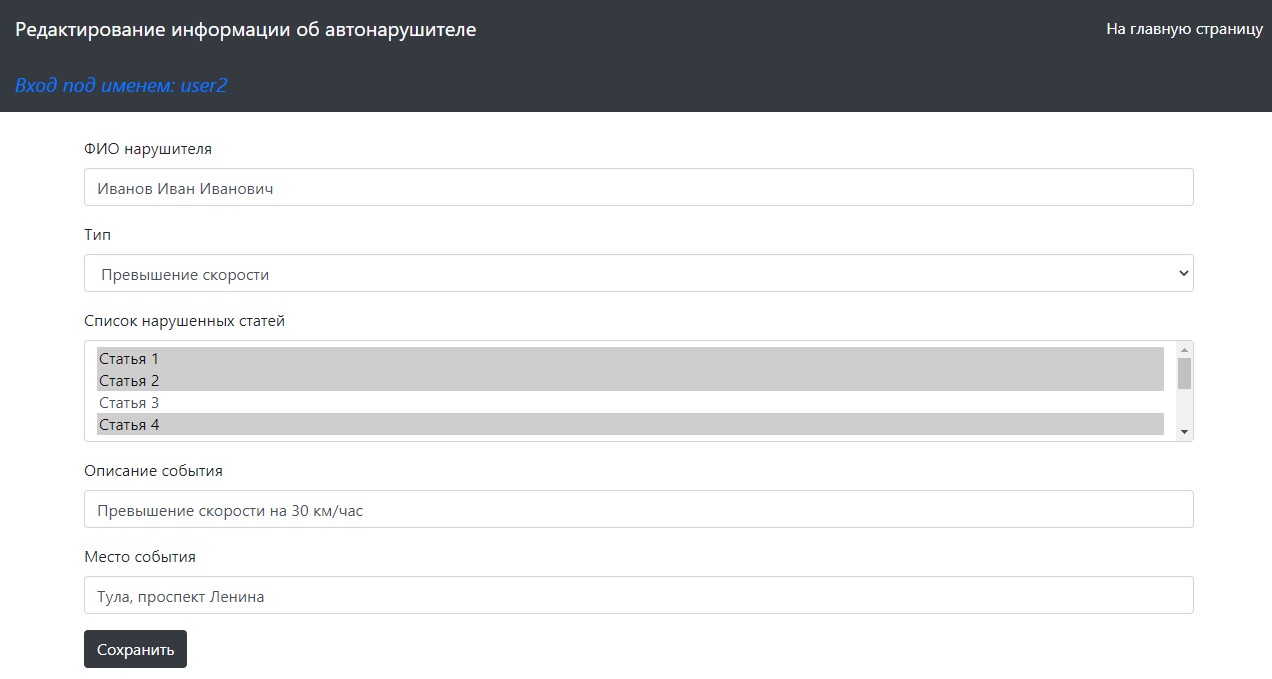 Редактирование информации об автонарушителе
На главную страницу
Вход под именем: user2
ФИО нарушителя
Иванов Иван Иванович
Тип
Превышение скорости
Список нарушенных статей
Статья 1
Статья 2
Статья 3
Статья 4
Описание события
Превышение скорости на 30 км/час
Место события
Тула, проспект Ленина
Сохранить